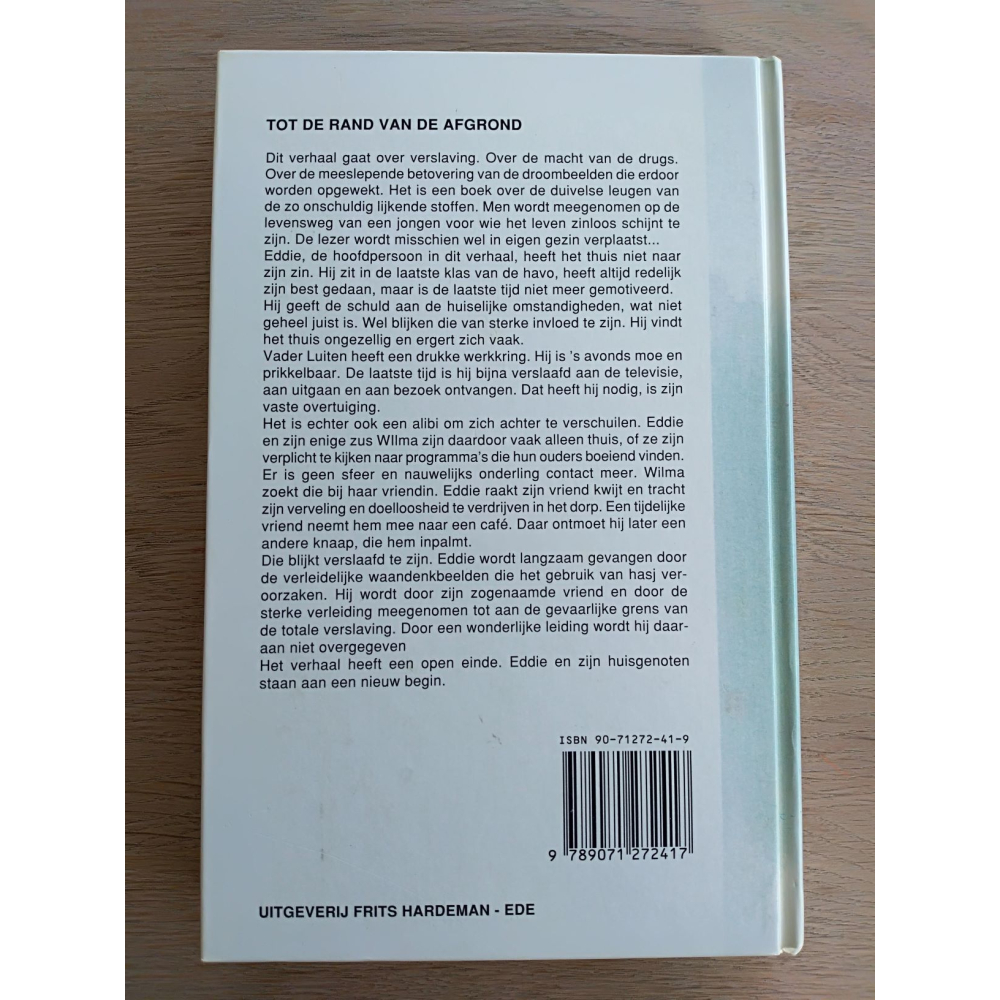 TOT DE RAND VAN DE AFGROND
Dit verhaal gaat over verslaving. Over de macht van de drugs.
Over de meeslepende betovering van de droombeelden die erdoor
worden opgewekt. Het is een boek over de duivelse leugen van
de zo onschuldig lijkende stoffen. Men wordt meegenomen op de
levensweg van een jongen voor wie het leven zinloos schijnt te
zijn. De lezer wordt misschien wel in eigen gezin verplaatst...
Eddie, de hoofdpersoon in dit verhaal, heeft het thuis niet naar
zijn zin. Hij zit in de laatste klas van de havo, heeft altijd redelijk
zijn best gedaan, maar is de laatste tijd niet meer gemotiveerd.
Hij geeft de schuld aan de huiselijke omstandigheden, wat niet
geheel juist is. Wel blijken die van sterke invloed te zijn. Hij vindt
het thuis ongezellig en ergert zich vaak.
Vader Luiten heeft een drukke werkkring. Hij is 's avonds moe en
prikkelbaar. De laatste tijd is hij bijna verslaafd aan de televisie,
aan uitgaan en aan bezoek ontvangen. Dat heeft hij nodig, is zijn
vaste overtuiging.
Het is echter ook een alibi om zich achter te verschuilen. Eddie
en zijn enige zus WIlma zijn daardoor vaak alleen thuis, of ze zijn
verplicht te kijken naar programma's die hun ouders boeiend vinden.
Er is geen sfeer en nauwelijks onderling contact meer. Wilma
zoekt die bij haar vriendin. Eddie raakt zijn vriend kwijt en tracht
zijn verveling en doelloosheid te verdrijven in het dorp. Een tijdelijke
vriend neemt hem mee naar een café. Daar ontmoet hij later een
andere knaap, die hem inpalmt.
Die blijkt verslaafd te zijn. Eddie wordt langzaam gevangen door
de verleidelijke waandenkbeelden die het gebruik van hasj ver-
oorzaken. Hij wordt door zijn zogenaamde vriend en door de
sterke verleiding meegenomen tot aan de gevaarlijke grens van
de totale verslaving. Door een wonderlijke leiding wordt hij daar-
aan niet overgegeven
Het verhaal heeft een open einde. Eddie en zijn huisgenoten
staan aan een nieuw begin.
ISBN 90-71272-41-9
9 789071 272417
UITGEVERIJ FRITS HARDEMAN - EDE